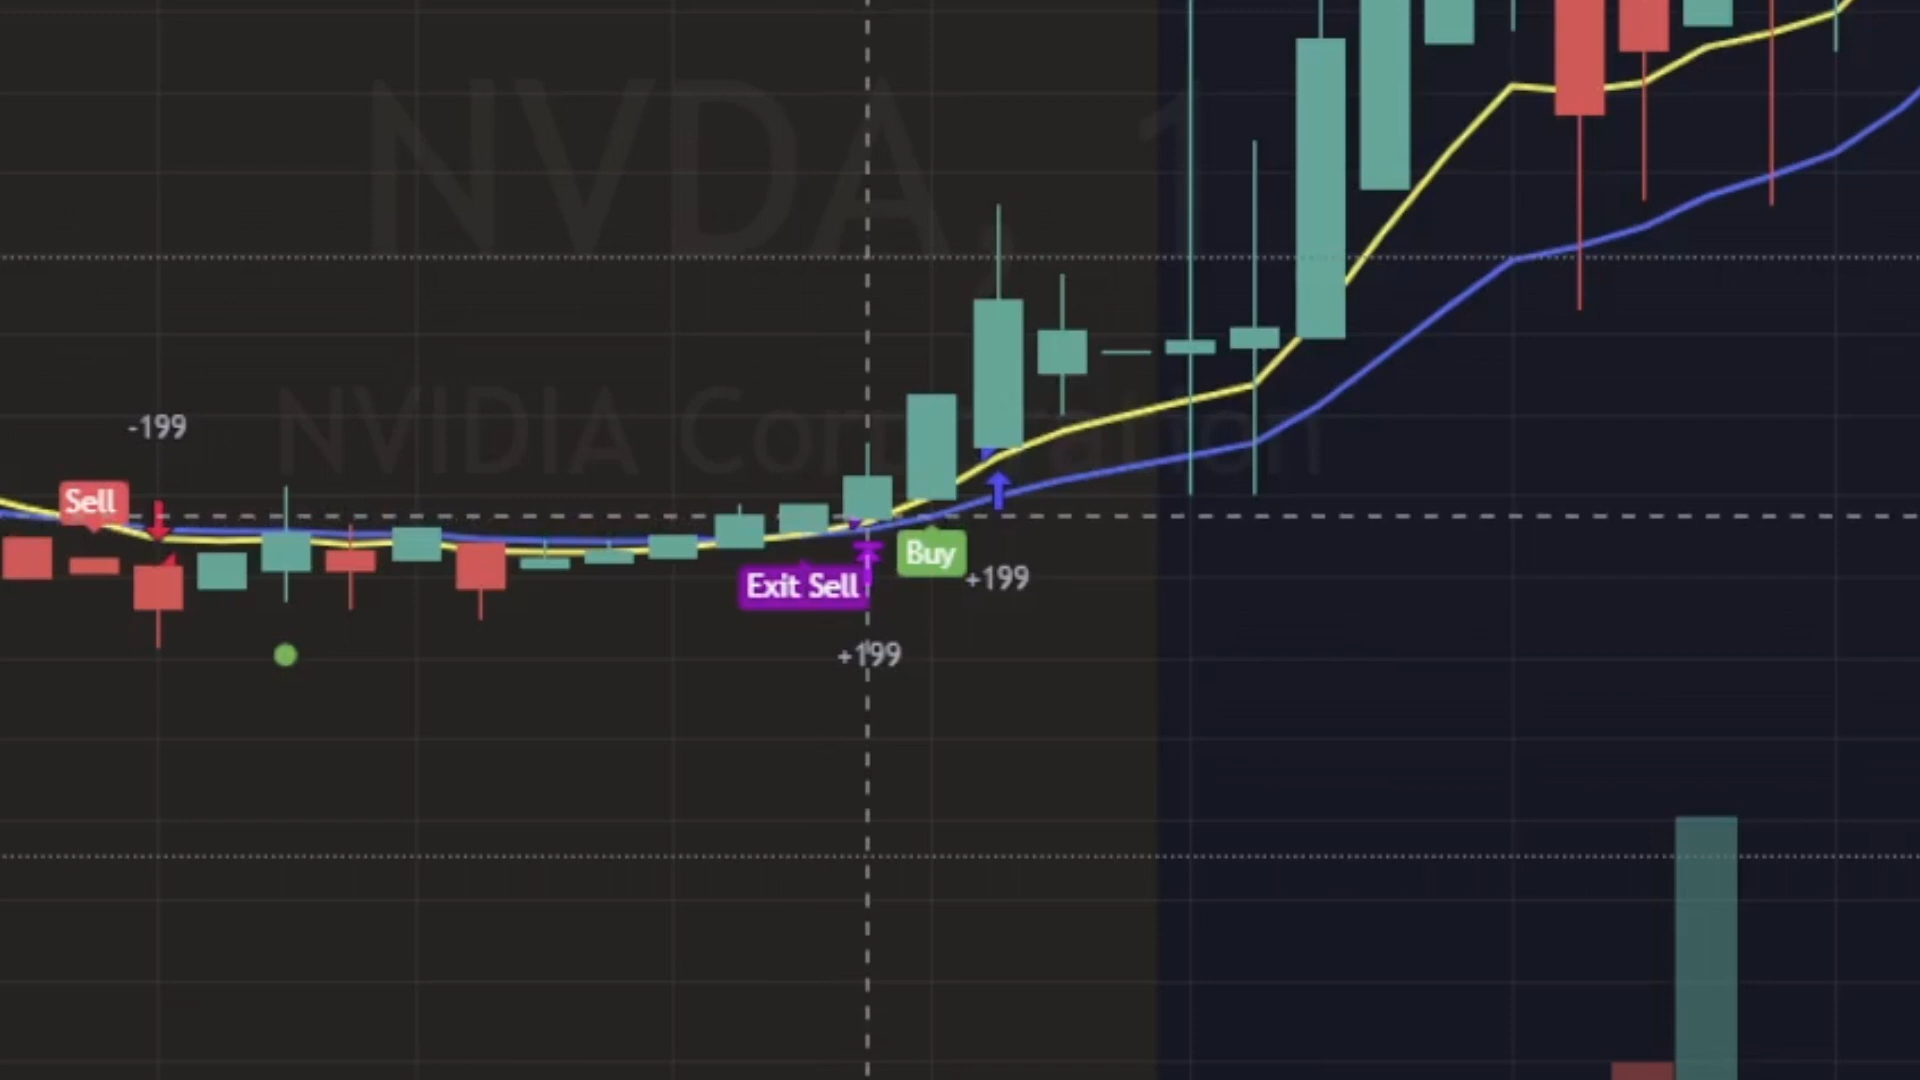 NVDA, 1
NVIDIA Corporation
-199
Sell
Buy
Exit Sell
+199
+199